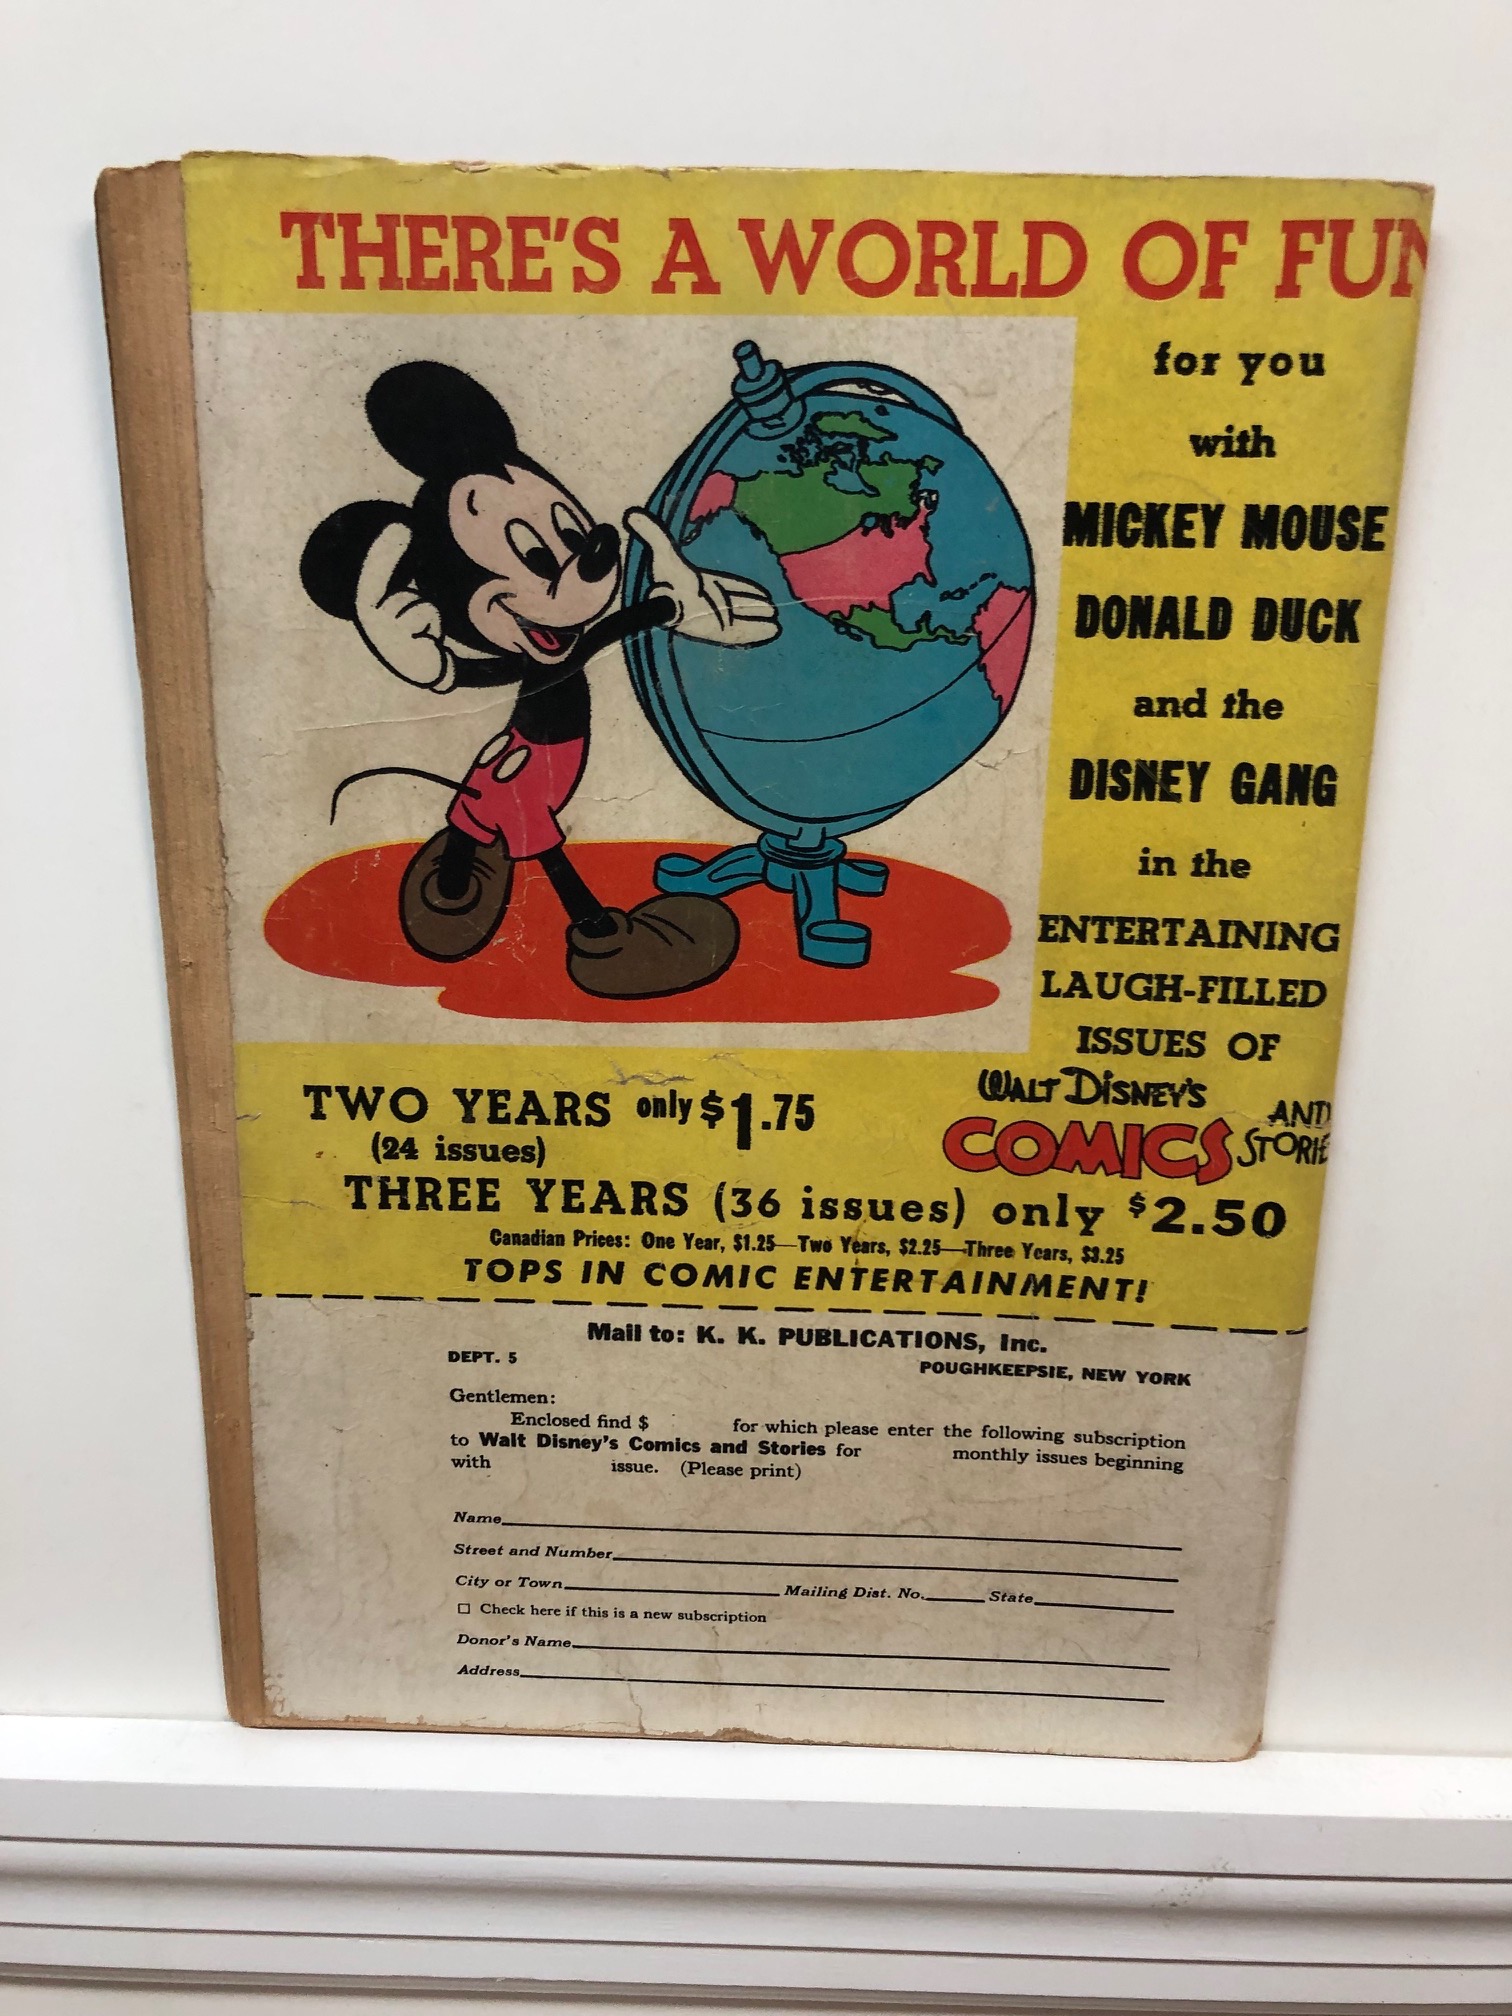 THERE'S A WORLD OF FUN
for you
with
MICKEY MOUSE
DONALD DUCK
and the
DISNEY GANG
in the
ENTERTAINING
LAUGH-FILLED
ISSUES OF
WALT DISNEY'S
COMICS AND STORIE
TWO YEARS only $1.75
(24 issues)
THREE YEARS (36 issues) only $2.50
Canadian Prices: One Year, $1.25—Two Years, $2.25—Three Years, $3.25
TOPS IN COMIC ENTERTAINMENT!
Mail to: K. K. PUBLICATIONS, Inc.
DEPT. 5 POUGHKEEPSIE, NEW YORK
Gentlemen:
Enclosed find $ for which please enter the following subscription
to Walt Disney's Comics and Stories for monthly issues beginning
with issue. (Please print)
Name
Street and Number
City or Town Mailing Dist. No. State
☐ Check here if this is a new subscription
Donor's Name
Address